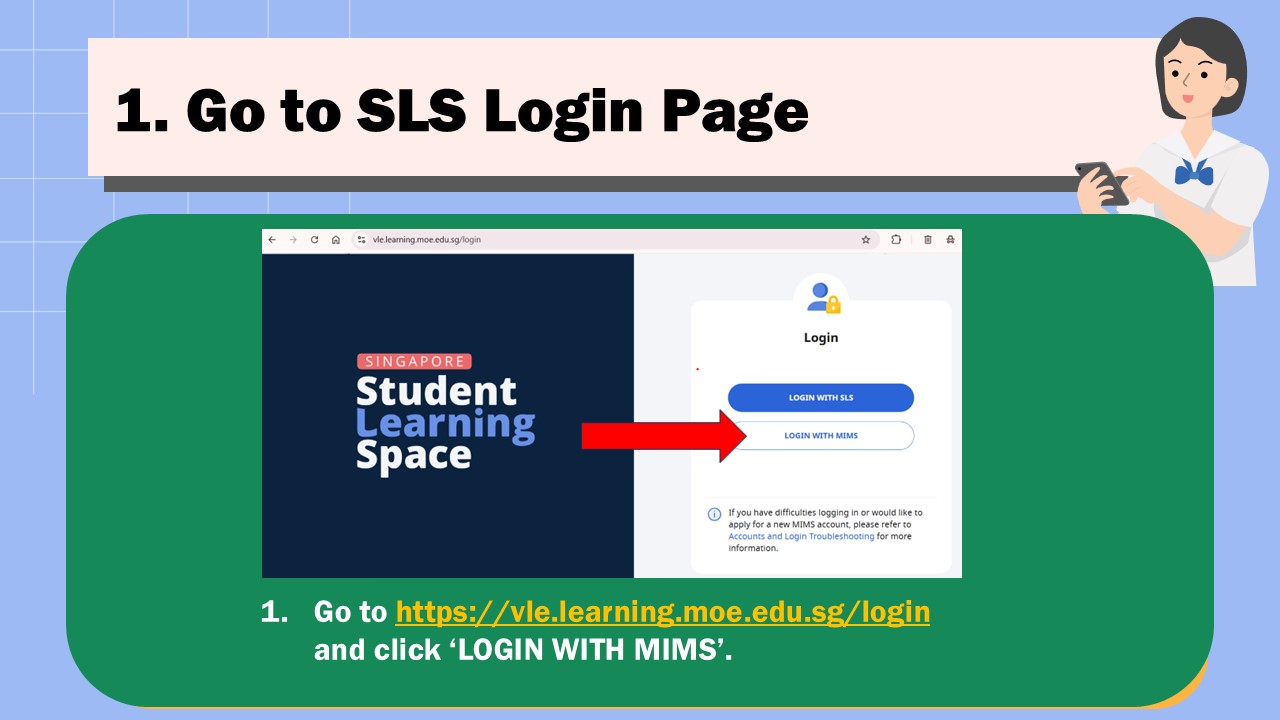 1. Go to SLS Login Page
vle.learning.moe.edu.sg/login
SINGAPORE
Student
Learning
Space
Login
LOGIN WITH SLS
LOGIN WITH MIMS
If you have difficulties logging in or would like to
apply for a new MIMS account, please refer to
Accounts and Login Troubleshooting for more
information.
1. Go to https://vle.learning.moe.edu.sg/login
and click ‘LOGIN WITH MIMS’.